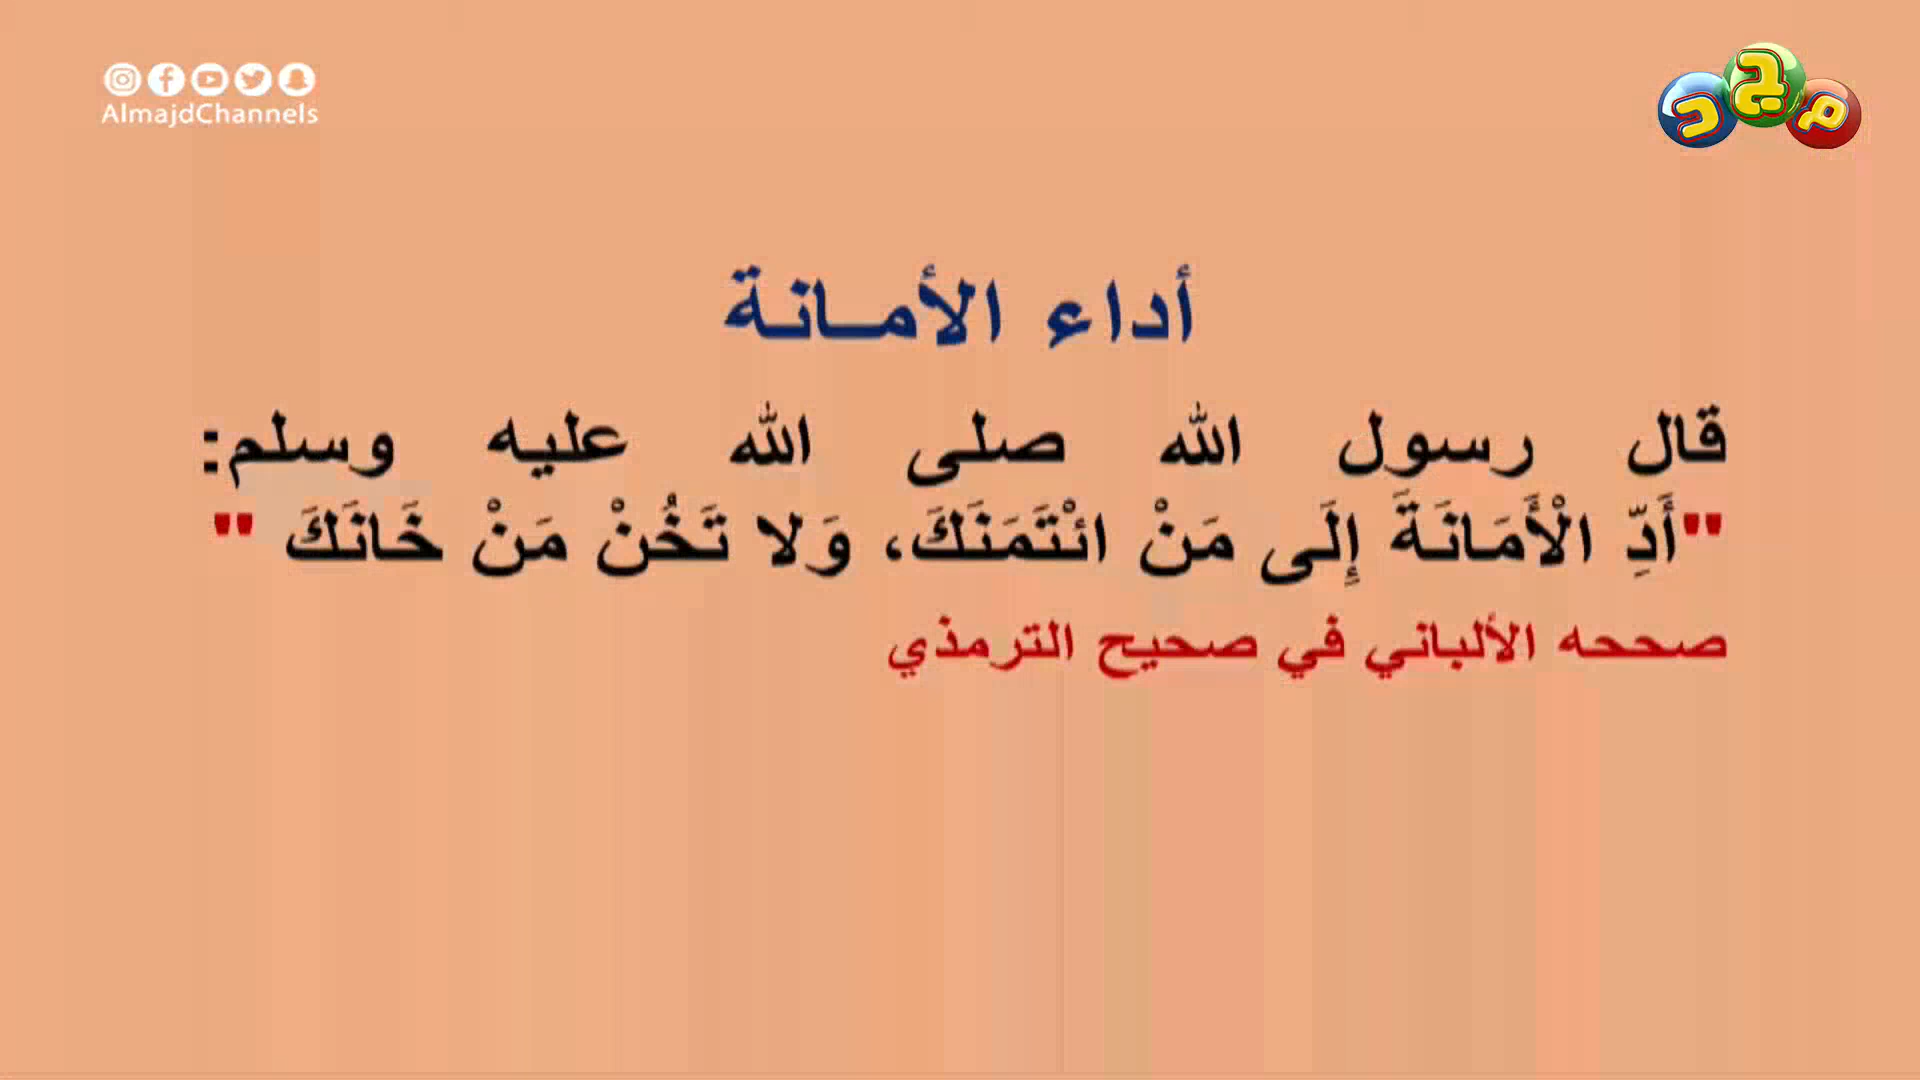 AlmajdChannels
مجد
أداء الأمانة
قال رسول الله صلى الله عليه وسلم:
"أَدِّ الْأَمَانَةَ إِلَى مَنْ ائْتَمَنَكَ، وَلا تَخُنْ مَنْ خَانَكَ "
صححه الألباني في صحيح الترمذي